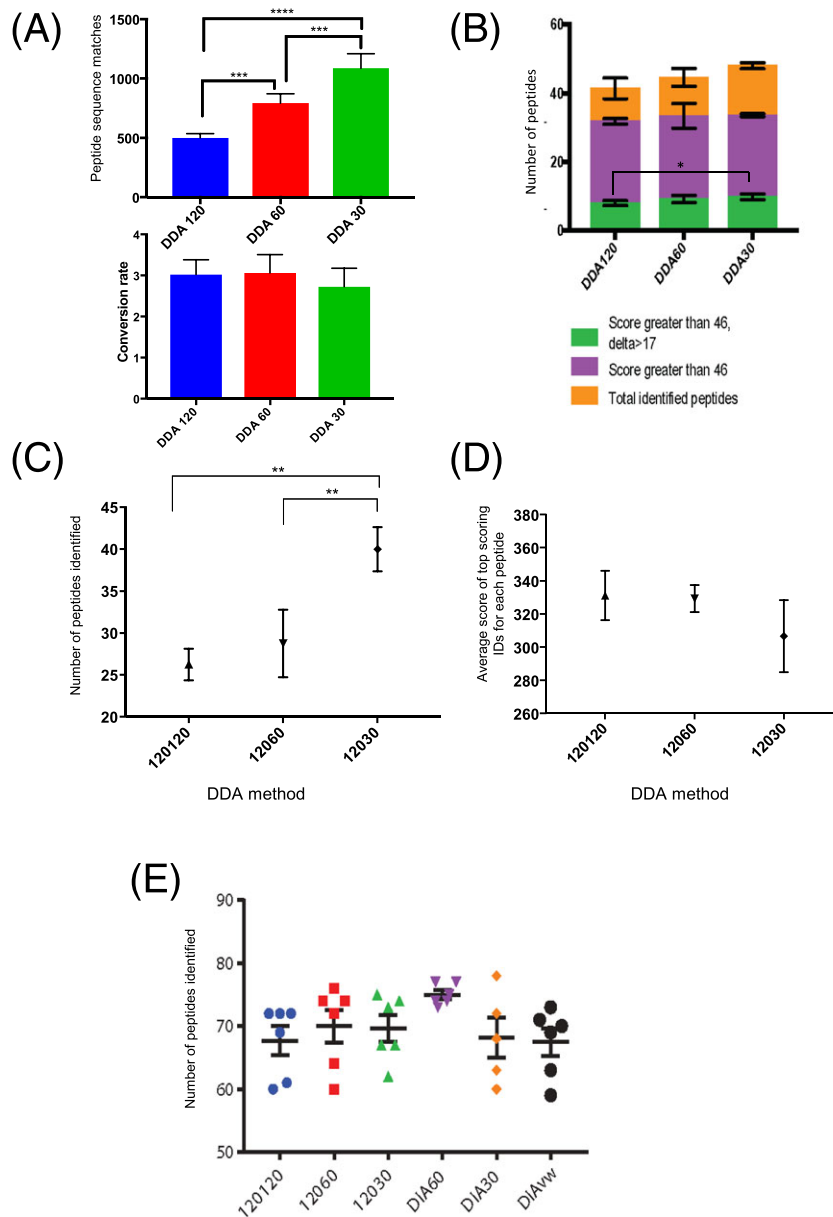 (A)
Peptide sequence matches
1500
1000
500
0
****
***
***
DDA 120
DDA 60
DDA 30
Conversion rate
4
3
2
1
0
DDA 120
DDA 60
DDA 30
(B)
Number of peptides
60
40
20
0
*
DDA120
DDA60
DDA30
Score greater than 46,
delta>17
Score greater than 46
Total identified peptides
(C)
Number of peptides identified
45
40
35
30
25
20
**
**
120120
12060
12030
DDA method
(D)
Average score of top scoring
IDs for each peptide
380
360
340
320
300
280
260
120120
12060
12030
DDA method
(E)
Number of peptides identified
90
80
70
60
50
120120
12060
12030
DiA60
DiA30
DiAvw